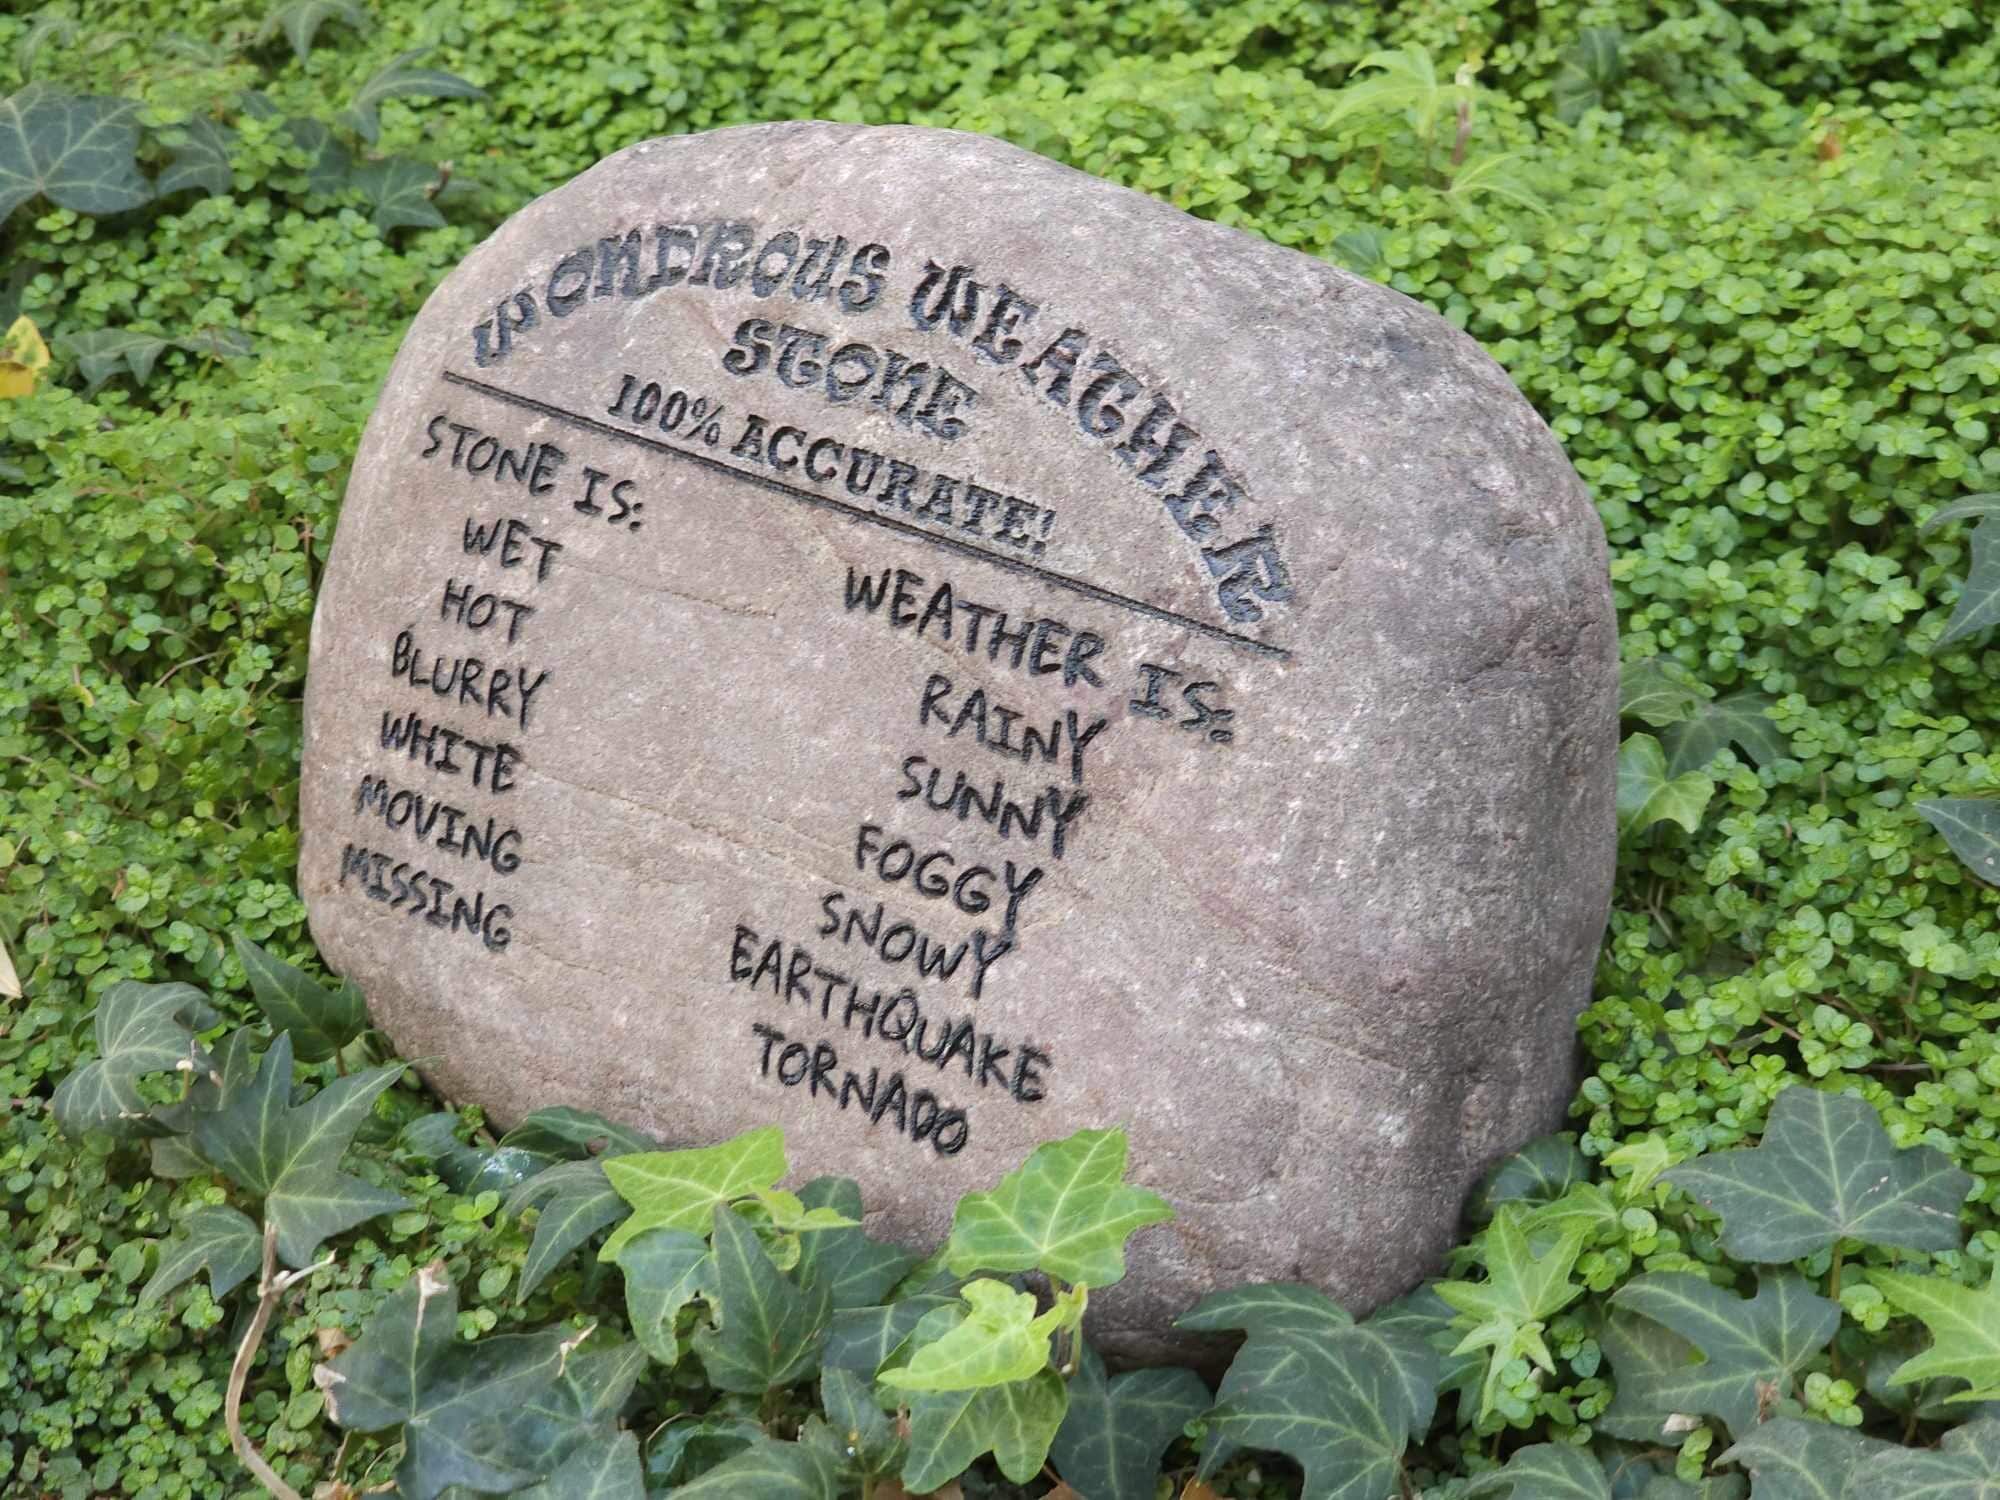 WONDROUS WEATHER
STONE
100% ACCURATE!
STONE IS: WEATHER IS:
WET RAINY
HOT SUNNY
BLURRY FOGGY
WHITE SNOWY
MOVING EARTHQUAKE
MISSING TORNADO